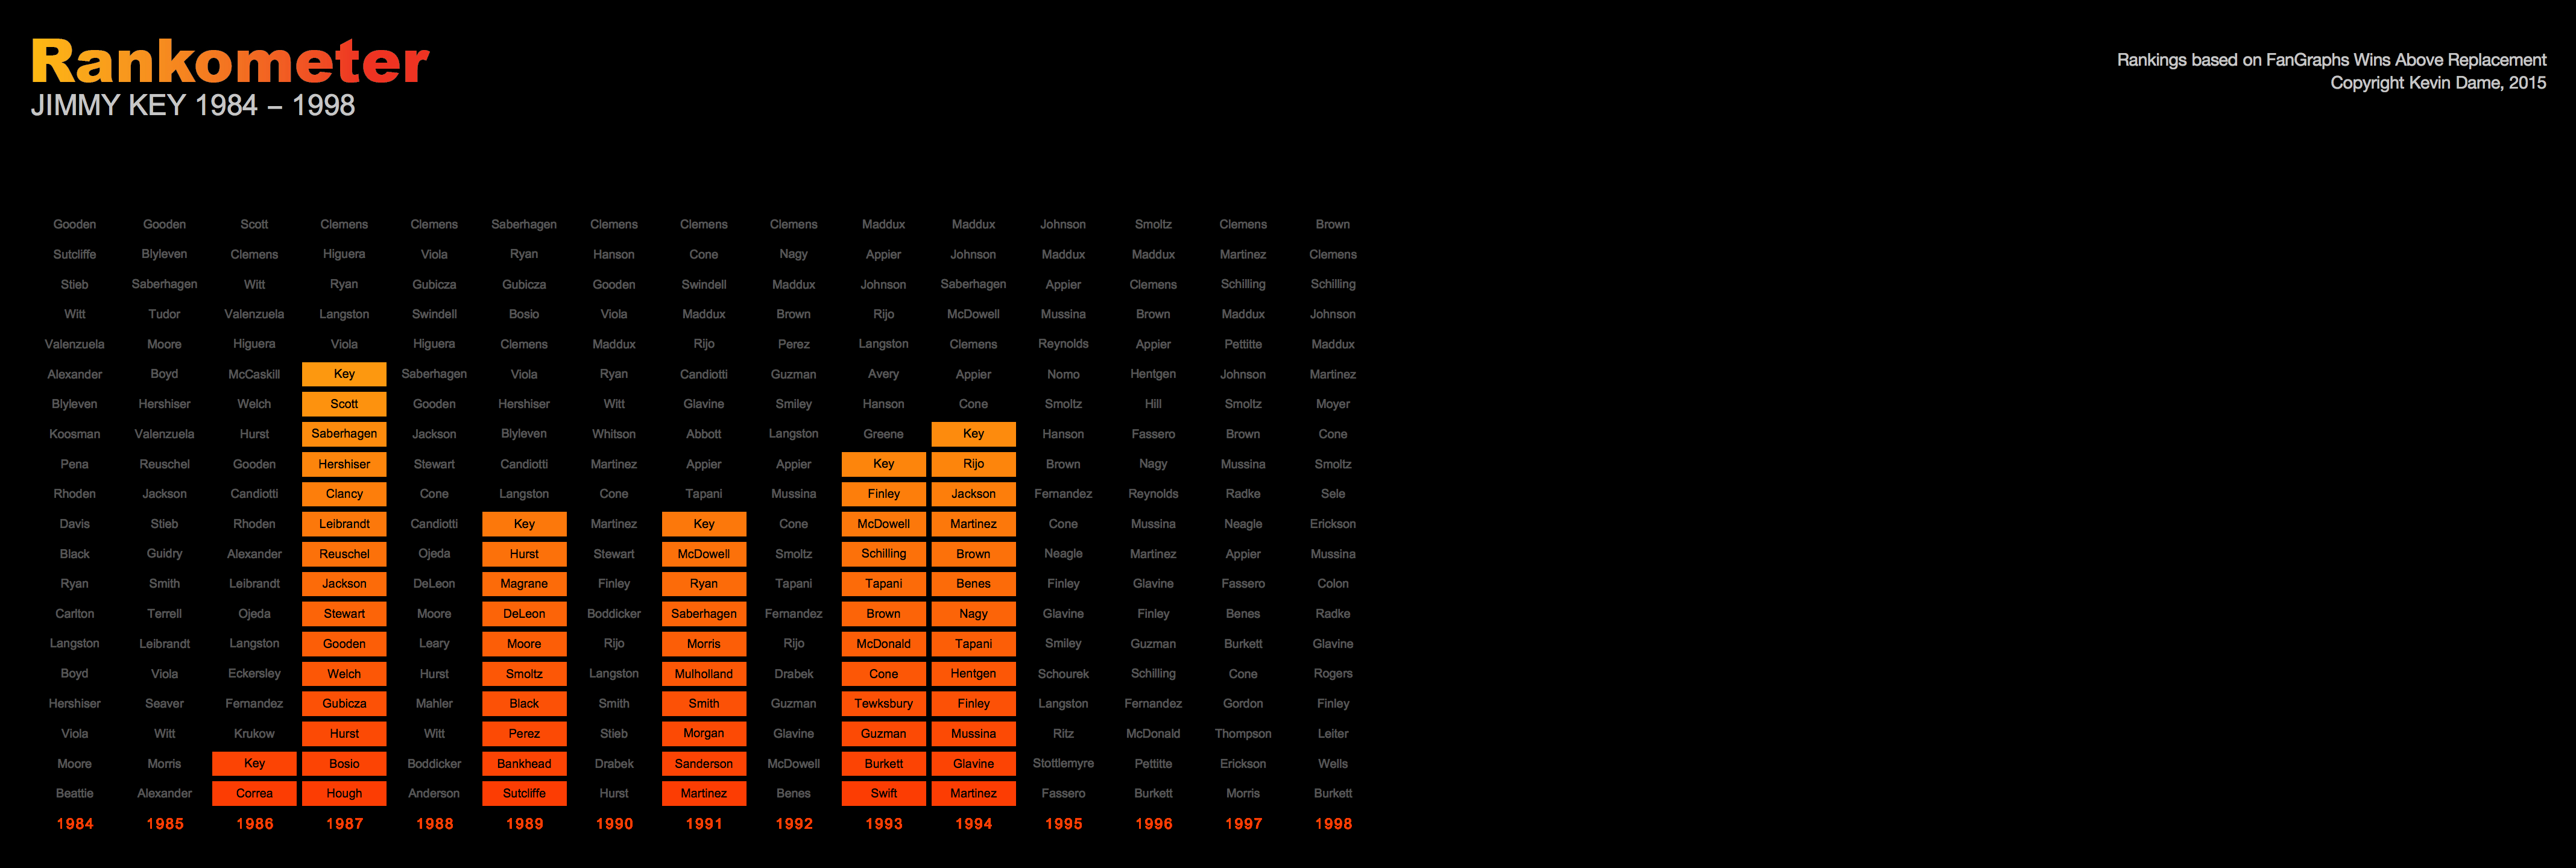 Rankometer
JIMMY KEY 1984 – 1998
Rankings based on FanGraphs Wins Above Replacement
Copyright Kevin Dame, 2015
Gooden Gooden Scott Clemens Clemens Saberhagen Clemens Clemens Clemens Maddux Maddux Johnson Smoltz Clemens Brown
Sutcliffe Blyleven Clemens Higuera Viola Ryan Hanson Cone Nagy Appier Johnson Maddux Maddux Martinez Clemens
Stieb Saberhagen Witt Ryan Gubicza Gubicza Gooden Swindell Maddux Johnson Saberhagen Appier Clemens Schilling Schilling
Witt Tudor Valenzuela Langston Swindell Bosio Viola Maddux Brown Rijo McDowell Mussina Brown Maddux Johnson
Valenzuela Moore Higuera Viola Higuera Clemens Maddux Rijo Perez Langston Clemens Reynolds Appier Pettitte Maddux
Alexander Boyd McCaskill Key Saberhagen Viola Ryan Candiotti Guzman Avery Appier Nomo Hentgen Johnson Martinez
Blyleven Hershiser Welch Scott Gooden Hershiser Witt Glavine Smiley Hanson Cone Smoltz Hill Smoltz Moyer
Koosman Valenzuela Hurst Saberhagen Jackson Blyleven Whitson Abbott Langston Greene Key Hanson Fassero Brown Cone
Pena Reuschel Gooden Hershiser Stewart Candiotti Martinez Appier Appier Key Rijo Brown Nagy Mussina Smoltz
Rhoden Jackson Candiotti Clancy Cone Langston Cone Tapani Mussina Finley Jackson Fernandez Reynolds Radke Sele
Davis Stieb Rhoden Leibrandt Candiotti Key Martinez Key Cone McDowell Martinez Cone Mussina Neagle Erickson
Black Guidry Alexander Reuschel Ojeda Hurst Stewart McDowell Smoltz Schilling Brown Neagle Martinez Appier Mussina
Ryan Smith Leibrandt Jackson DeLeon Magrane Finley Ryan Tapani Tapani Benes Finley Glavine Fassero Colon
Carlton Terrell Ojeda Stewart Moore DeLeon Boddicker Saberhagen Fernandez Brown Nagy Glavine Finley Benes Radke
Langston Leibrandt Langston Gooden Leary Moore Rijo Morris Rijo McDonald Tapani Smiley Guzman Burkett Glavine
Boyd Viola Eckersley Welch Hurst Smoltz Langston Mulholland Drabek Cone Hentgen Schourek Schilling Cone Rogers
Hershiser Seaver Fernandez Gubicza Mahler Black Smith Smith Guzman Tewksbury Finley Langston Fernandez Gordon Finley
Viola Witt Krukow Hurst Witt Perez Stieb Morgan Glavine Guzman Mussina Ritz McDonald Thompson Leiter
Moore Morris Key Bosio Boddicker Bankhead Drabek Sanderson McDowell Burkett Glavine Stottlemyre Pettitte Erickson Wells
Beattie Alexander Correa Hough Anderson Sutcliffe Hurst Martinez Benes Swift Martinez Fassero Burkett Morris Burkett
1984 1985 1986 1987 1988 1989 1990 1991 1992 1993 1994 1995 1996 1997 1998